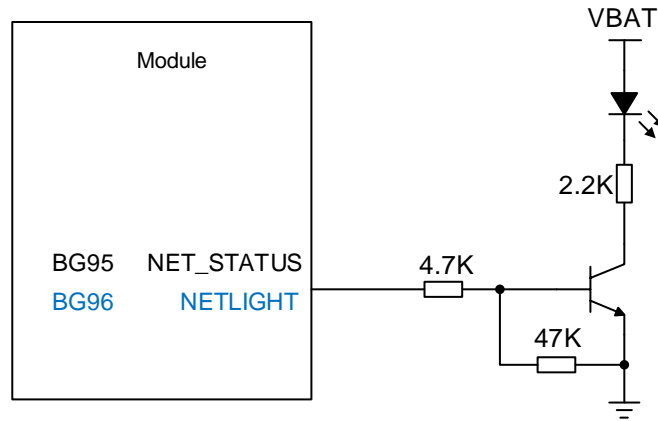 VBAT
Module
2.2K
BG95 NET_STATUS
4.7K
BG96 NETLIGHT
47K